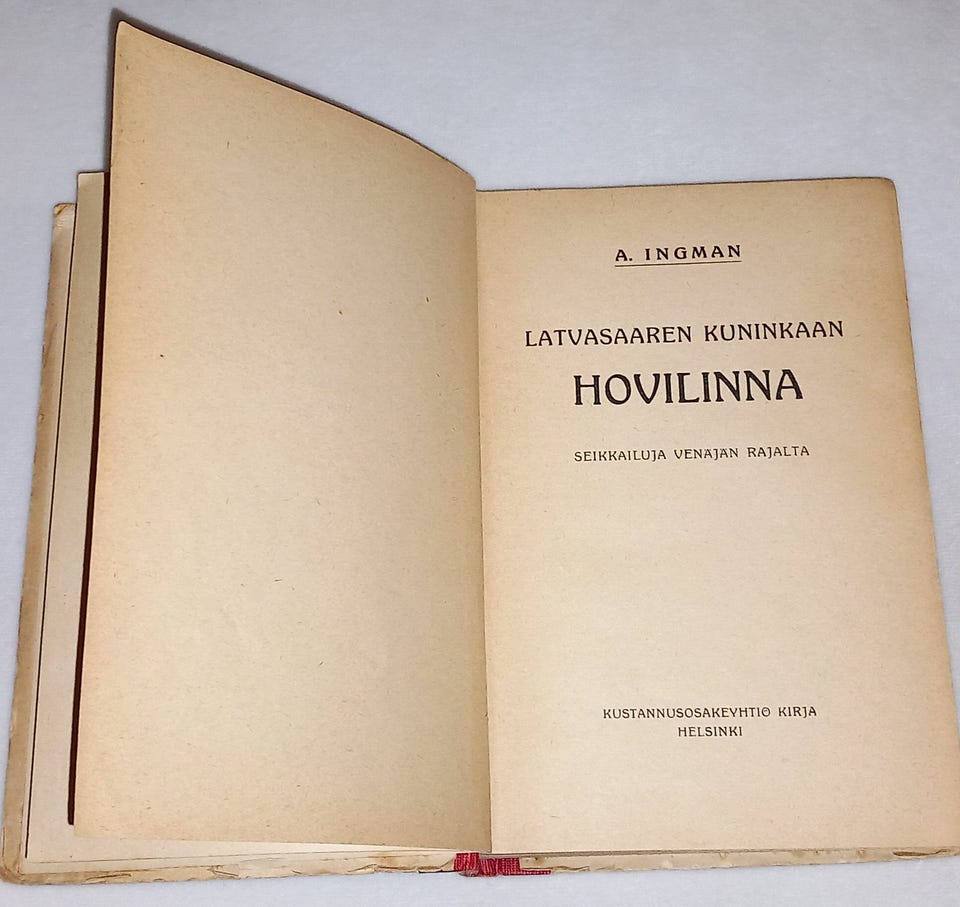 A. INGMAN
LATVASAAREN KUNINKAAN
HOVILINNA
SEIKKAILUJA VENÄJÄN RAJALTA
KUSTANNUSOSAKEYHTIÖ KIRJA
HELSINKI